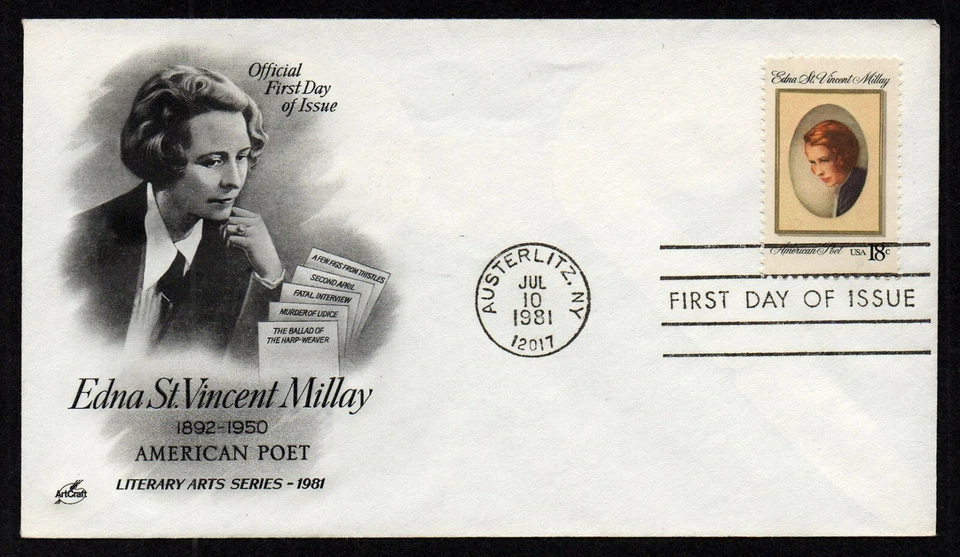 Official
First Day
of Issue
Edna St. Vincent Millay
American Poet USA 18c
A FEW FIGS FROM THISTLES
SECOND APRIL
FATAL INTERVIEW
MURDER OF LIDICE
THE BALLAD OF
THE HARP-WEAVER
AUSTERLITZ, NY
JUL
10
1981
12017
FIRST DAY OF ISSUE
Edna St. Vincent Millay
1892-1950
AMERICAN POET
LITERARY ARTS SERIES - 1981
ArtCraft